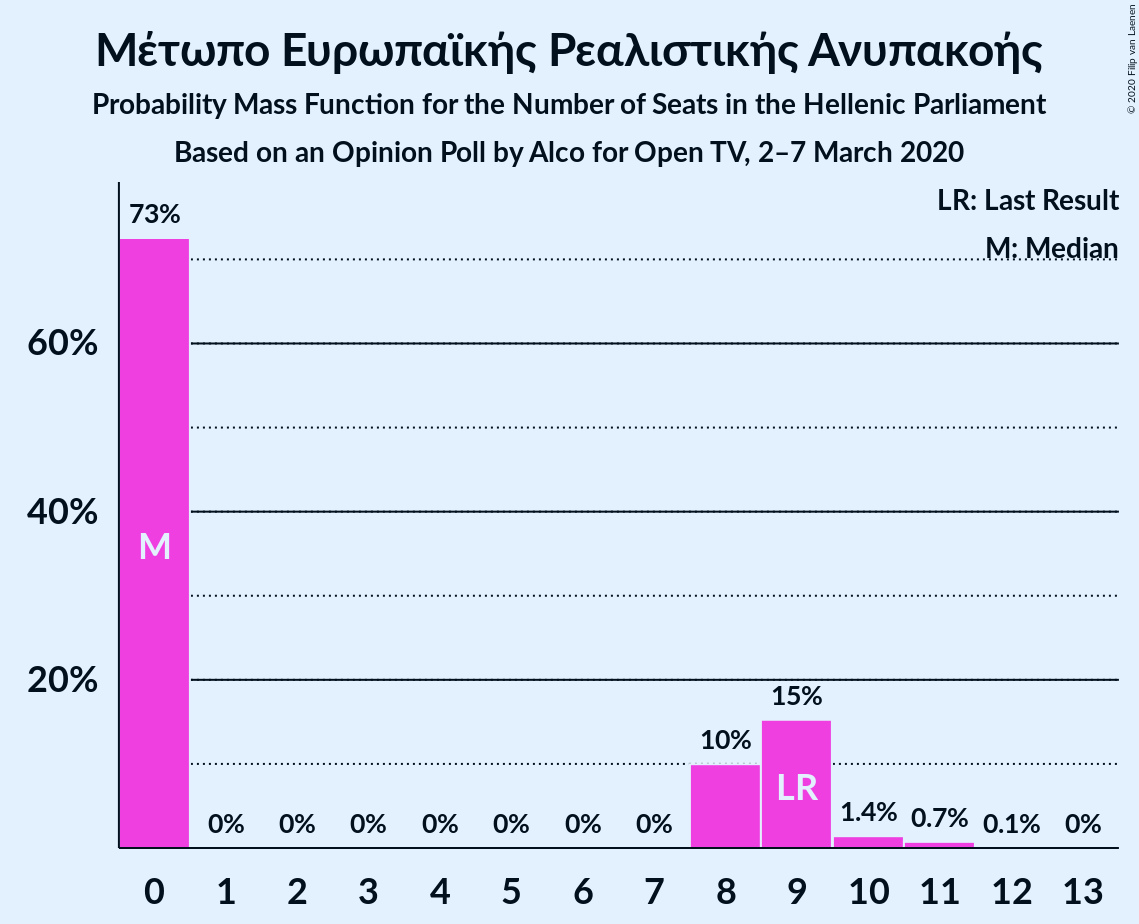 Μέτωπο Ευρωπαϊκής Ρεαλιστικής Ανυπακοής
Probability Mass Function for the Number of Seats in the Hellenic Parliament
Based on an Opinion Poll by Alco for Open TV, 2–7 March 2020
© 2020 Filip van Laenen
LR: Last Result
M: Median
73%
60%
40%
20%
M
0% 0% 0% 0% 0% 0% 0% 10% 15% 1.4% 0.7% 0.1% 0%
LR
0 1 2 3 4 5 6 7 8 9 10 11 12 13